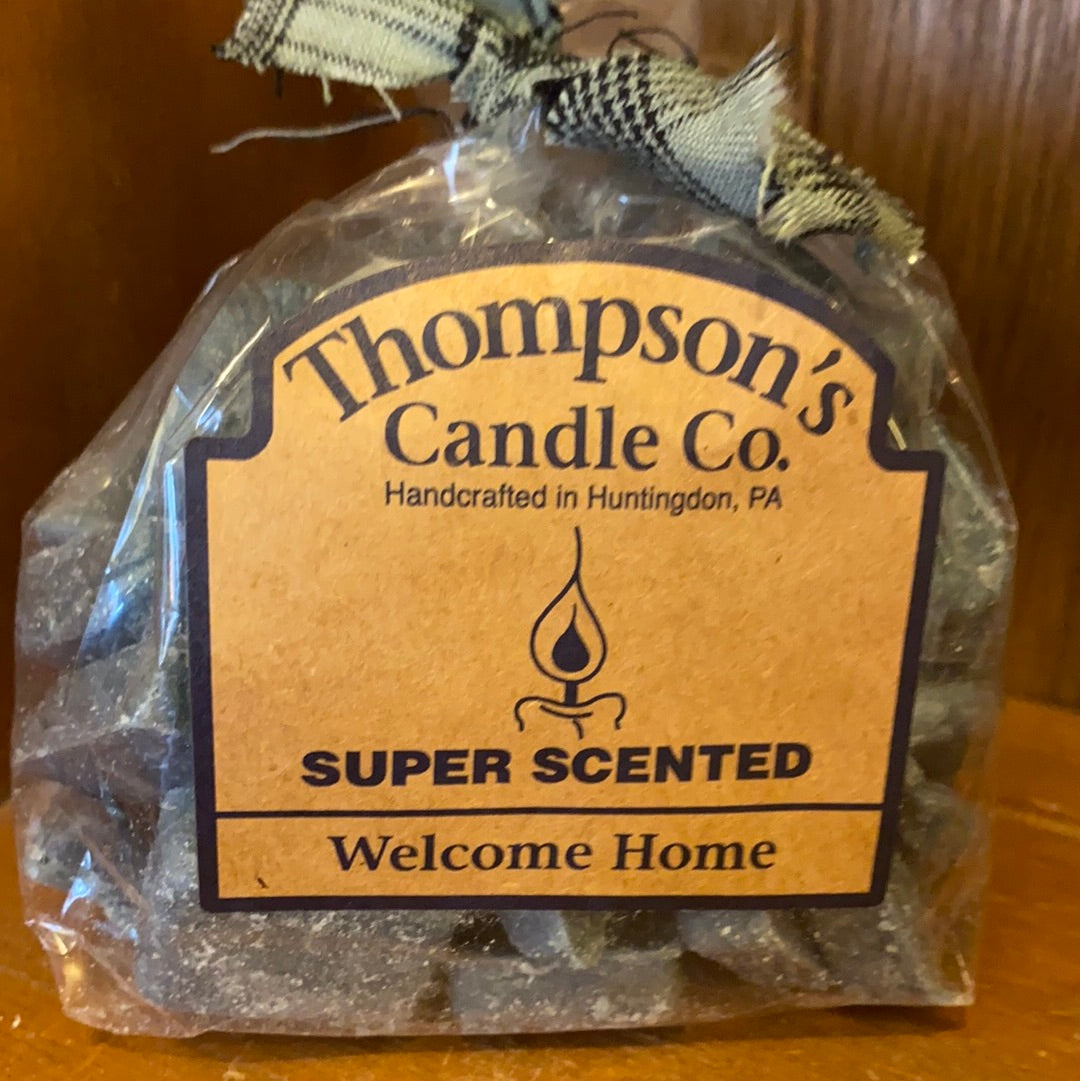 Thompson's
Candle Co.
Handcrafted in Huntingdon, PA
SUPER SCENTED
Welcome Home